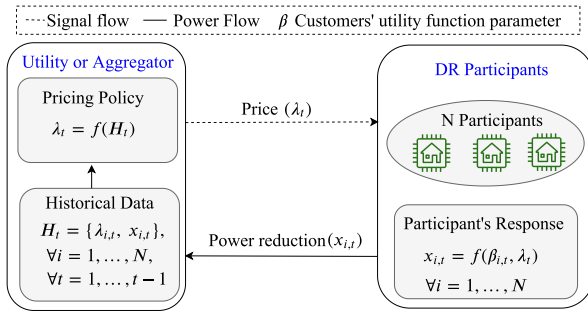 Signal flow
Power Flow
β Customers' utility function parameter
Utility or Aggregator
Pricing Policy
λ_t = f(H_t)
Historical Data
H_t = {λ_{i,t}, x_{i,t}},
∀i = 1, … , N,
∀t = 1, … , t − 1
Price (λ_t)
Power reduction(x_{i,t})
DR Participants
N Participants
Participant's Response
x_{i,t} = f(β_{i,t}, λ_t)
∀i = 1, … , N